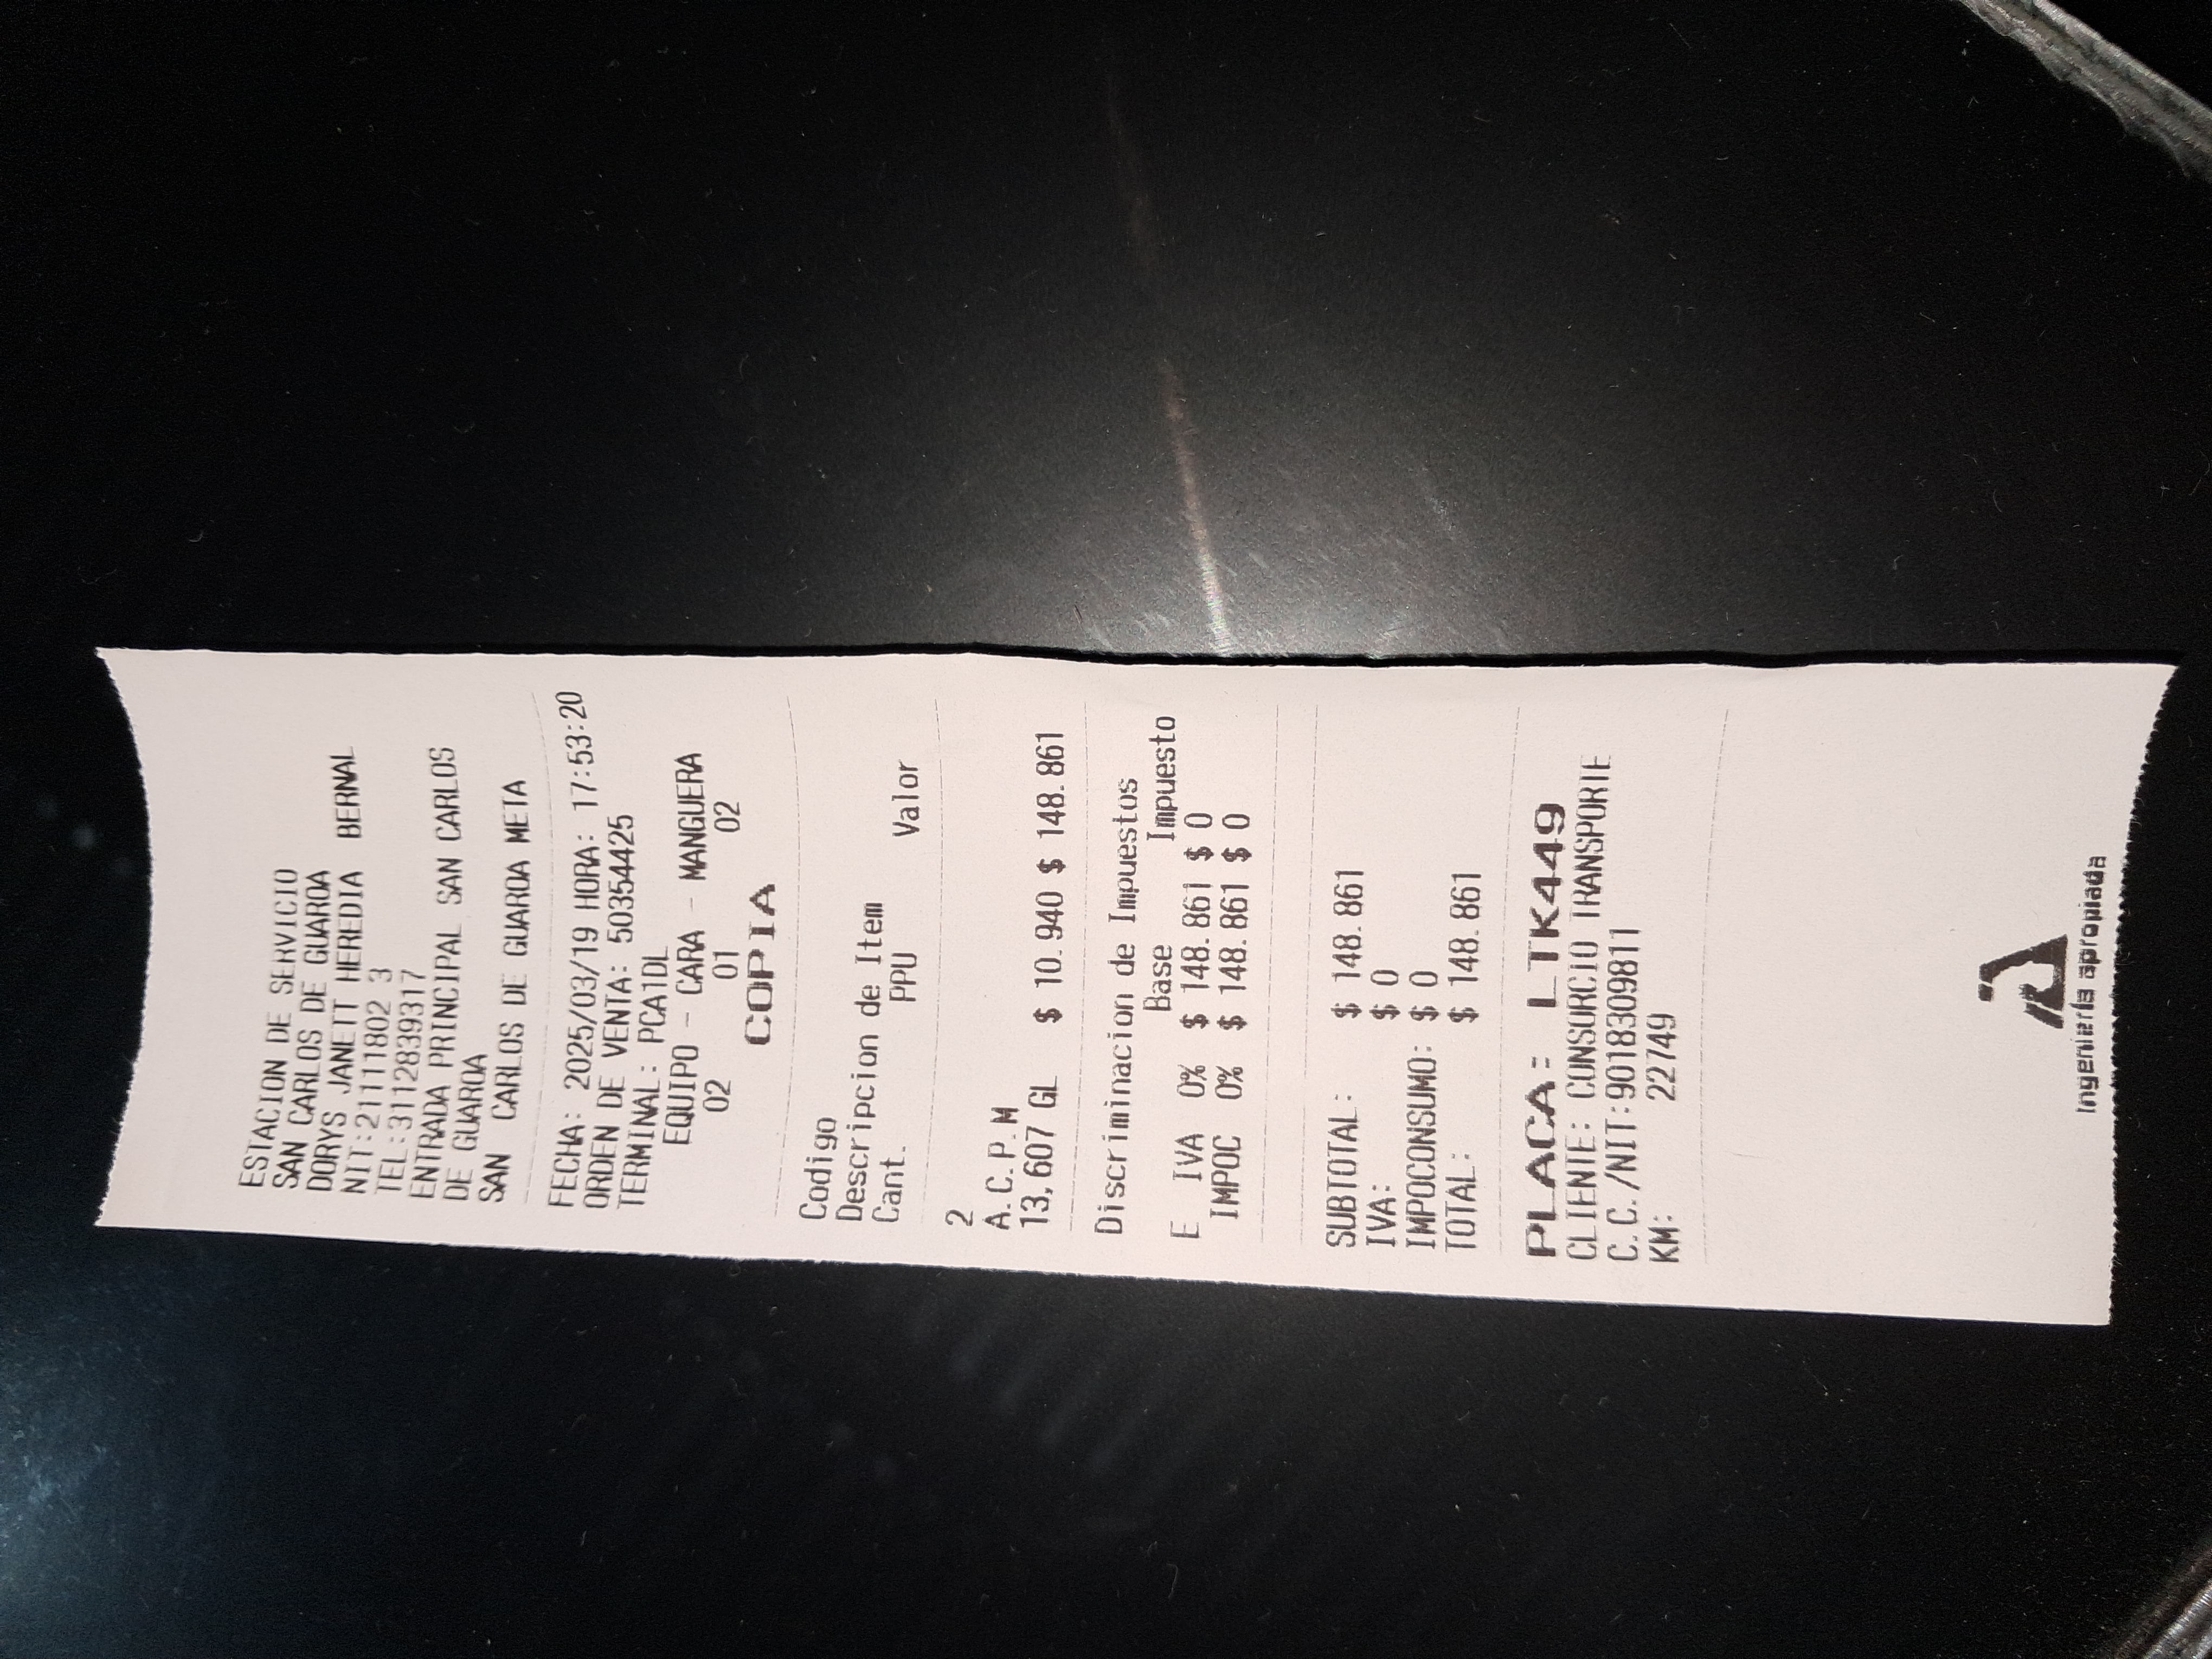 ESTACION DE SERVICIO
SAN CARLOS DE GUAROA
DORYS JANETT HEREDIA BERNAL
NIT:21111802 3
TEL:3112839317
ENTRADA PRINCIPAL SAN CARLOS
DE GUAROA
SAN CARLOS DE GUAROA META
FECHA: 2025/03/19 HORA: 17:53:20
ORDEN DE VENTA: 50354425
TERMINAL: PCA1DL
EQUIPO - CARA - MANGUERA
02 01 02
COPIA
Codigo
Descripcion de Item
Cant. PPU Valor
2
A.C.P.M
13,607 GL $ 10.940 $ 148.861
Discriminacion de Impuestos
Base Impuesto
E IVA 0% $ 148.861 $ 0
IMPOC 0% $ 148.861 $ 0
SUBTOTAL: $ 148.861
IVA: $ 0
IMPOCONSUMO: $ 0
TOTAL: $ 148.861
PLACA: LTK449
CLIENTE: CONSORCIO TRANSPORTE
C.C./NIT:9018309811
KM: 22749
Ingeniería apropiada